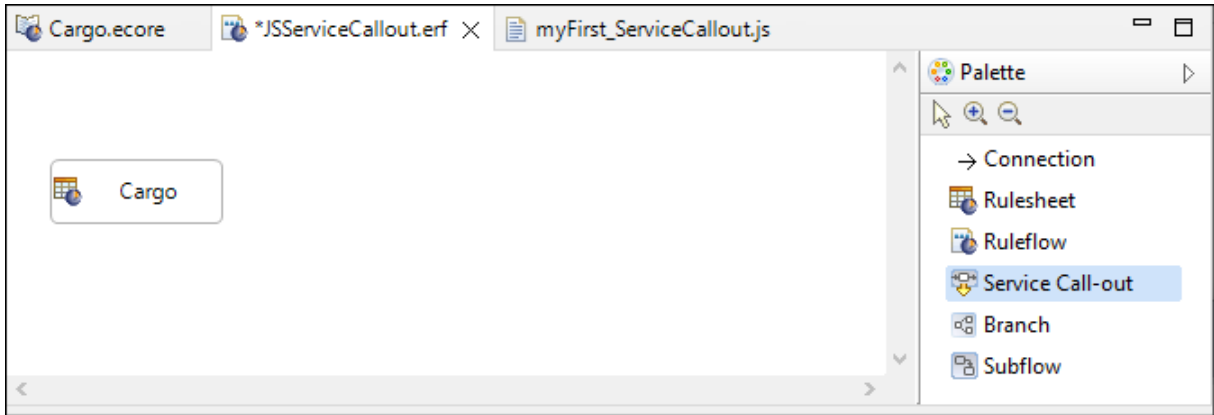 Cargo.ecore
*JSServiceCallout.erf
myFirst_ServiceCallout.js
Palette
Connection
Cargo
Rulesheet
Ruleflow
Service Call-out
Branch
Subflow